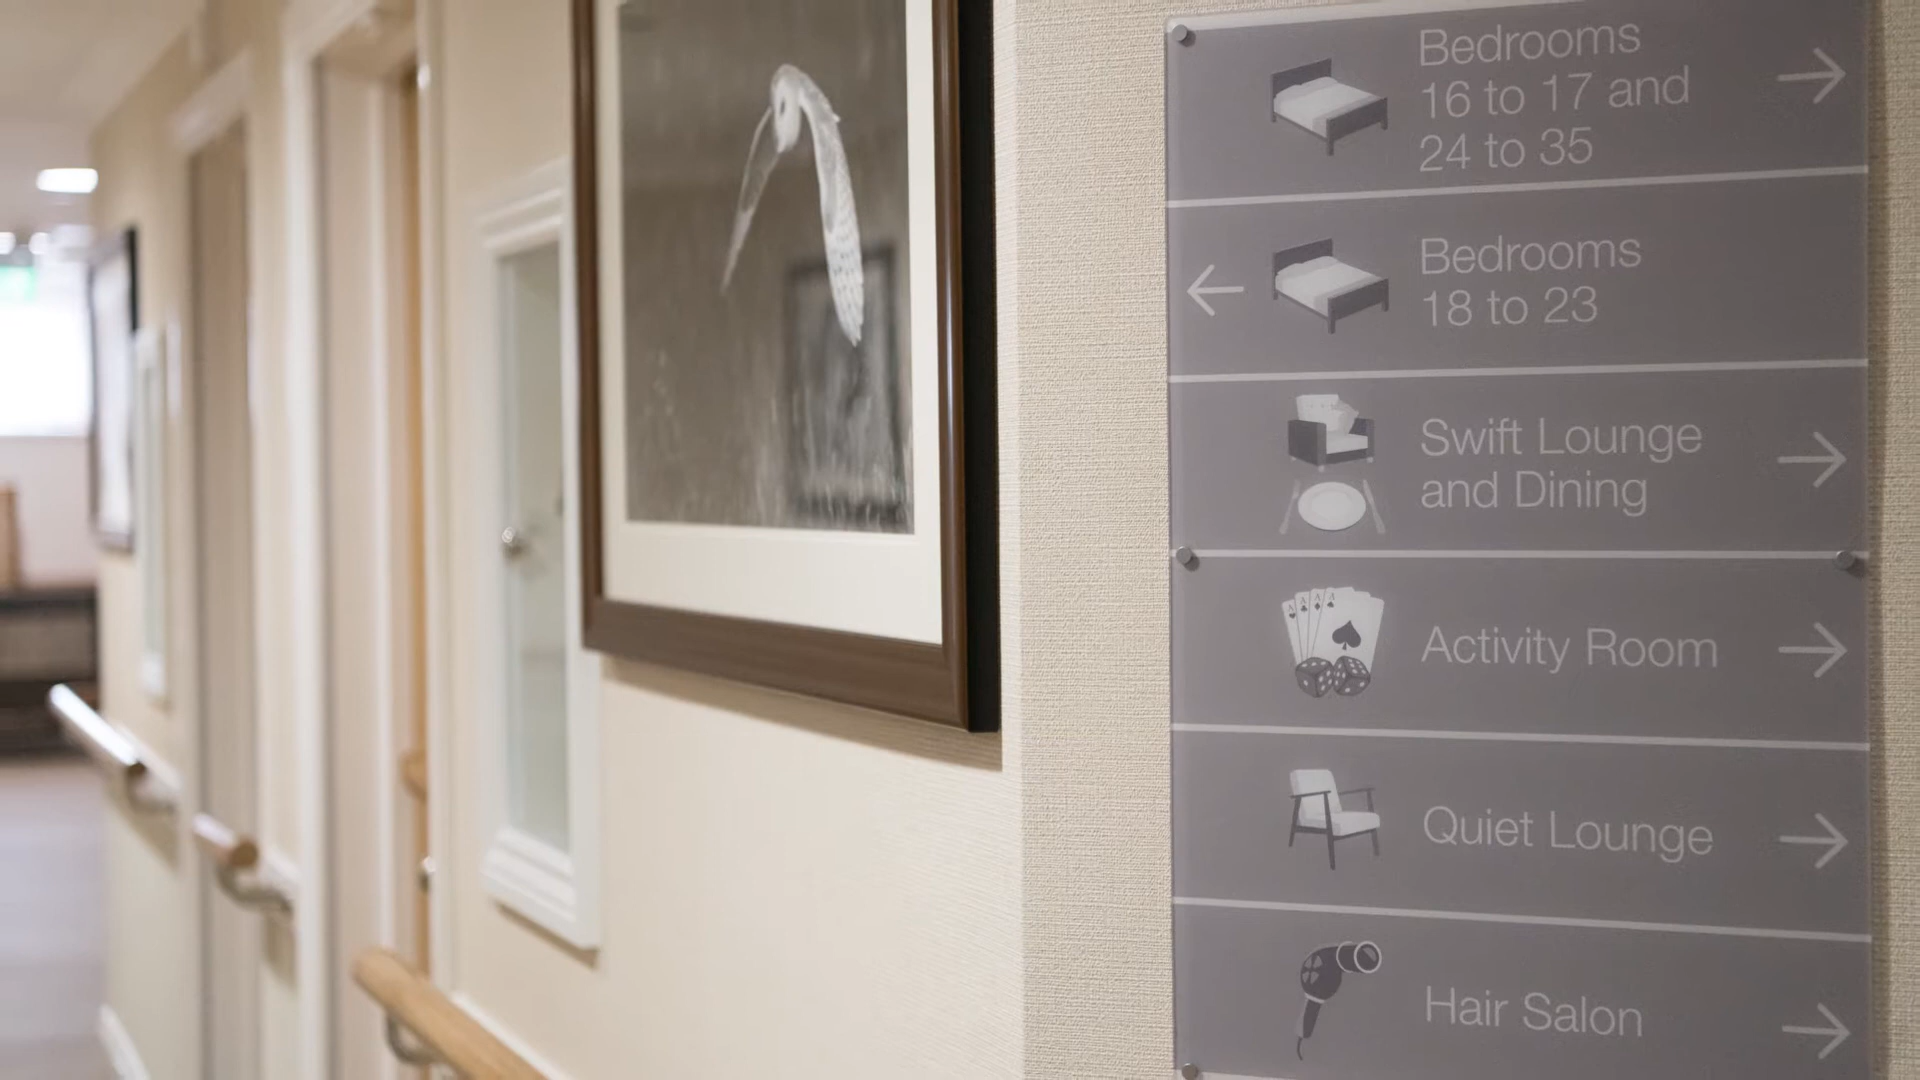 Bedrooms
16 to 17 and
24 to 35
Bedrooms
18 to 23
Swift Lounge
and Dining
Activity Room
Quiet Lounge
Hair Salon